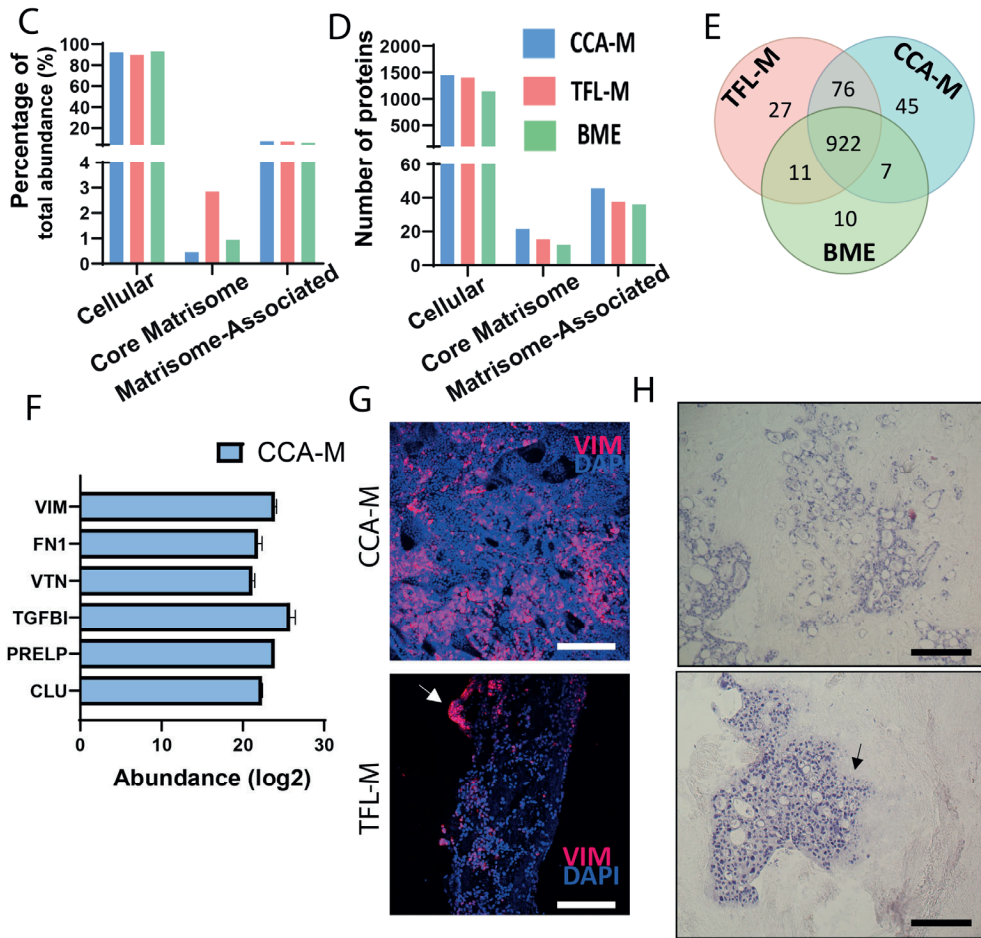 C
Percentage of
total abundance (%)
100
80
60
40
20
4
3
2
1
0
Cellular
Core Matrisome
Matrisome-Associated
D
Number of proteins
2000
1500
1000
500
60
40
20
0
Cellular
Core Matrisome
Matrisome-Associated
CCA-M
TFL-M
BME
E
TFL-M
CCA-M
76
27
45
922
11
7
10
BME
F
CCA-M
VIM
FN1
VTN
TGFBI
PRELP
CLU
0
10
20
30
Abundance (log2)
G
CCA-M
VIM
DAPI
TFL-M
VIM
DAPI
H